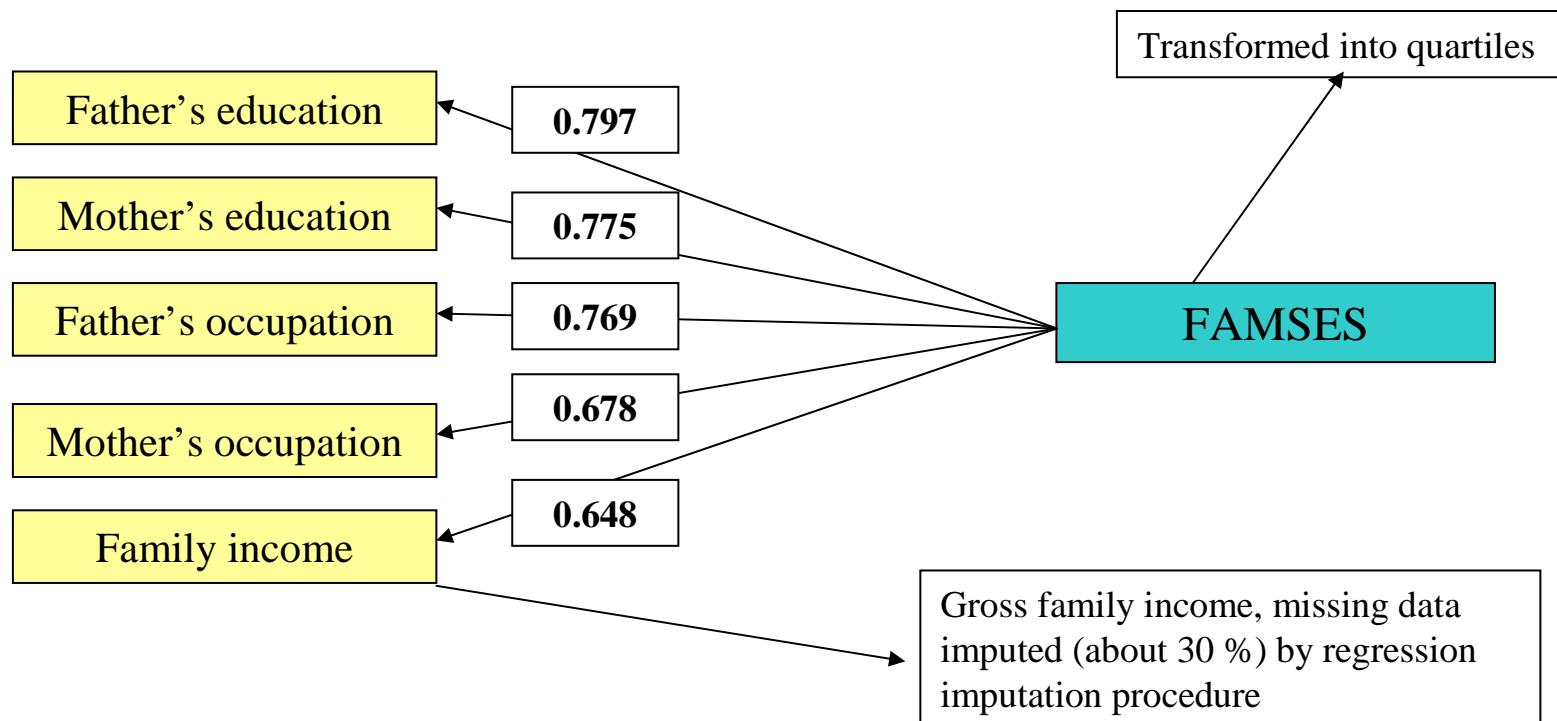 Transformed into quartiles
Father’s education
0.797
Mother’s education
0.775
Father’s occupation
0.769
FAMSES
Mother’s occupation
0.678
Family income
0.648
Gross family income, missing data
imputed (about 30 %) by regression
imputation procedure